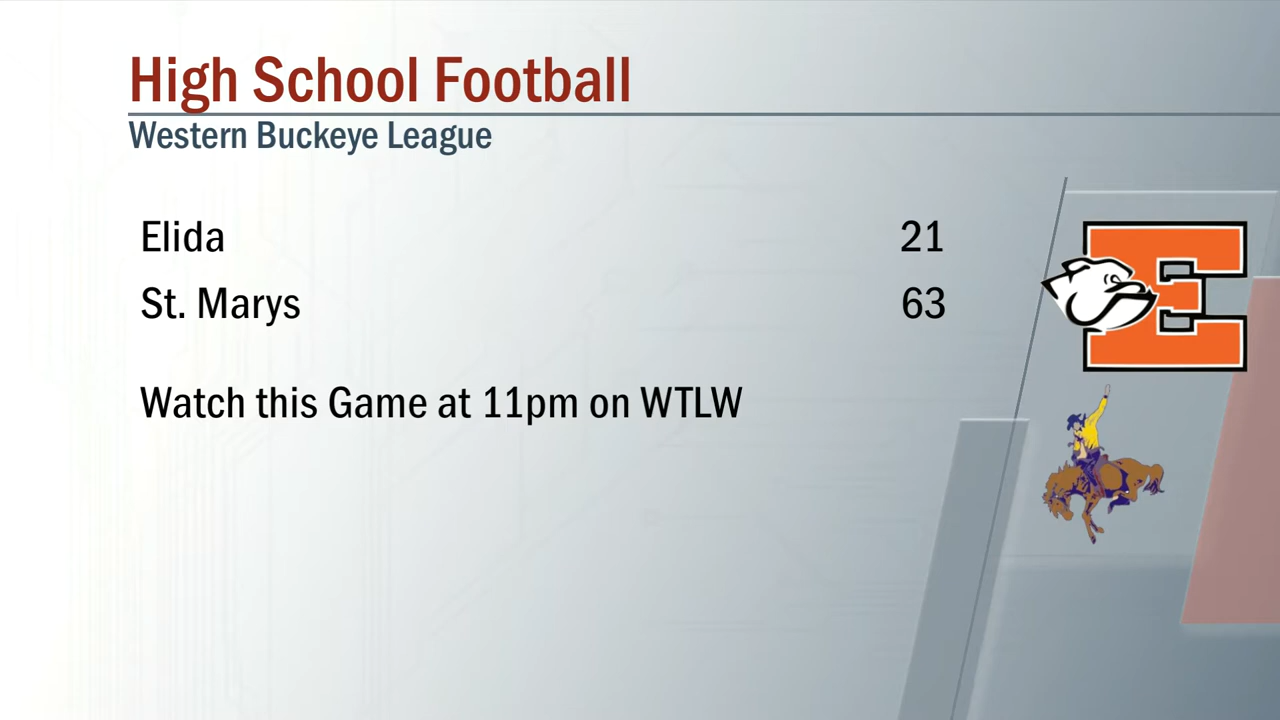 High School Football
Western Buckeye League
Elida 21
St. Marys 63
Watch this Game at 11pm on WTLW
E